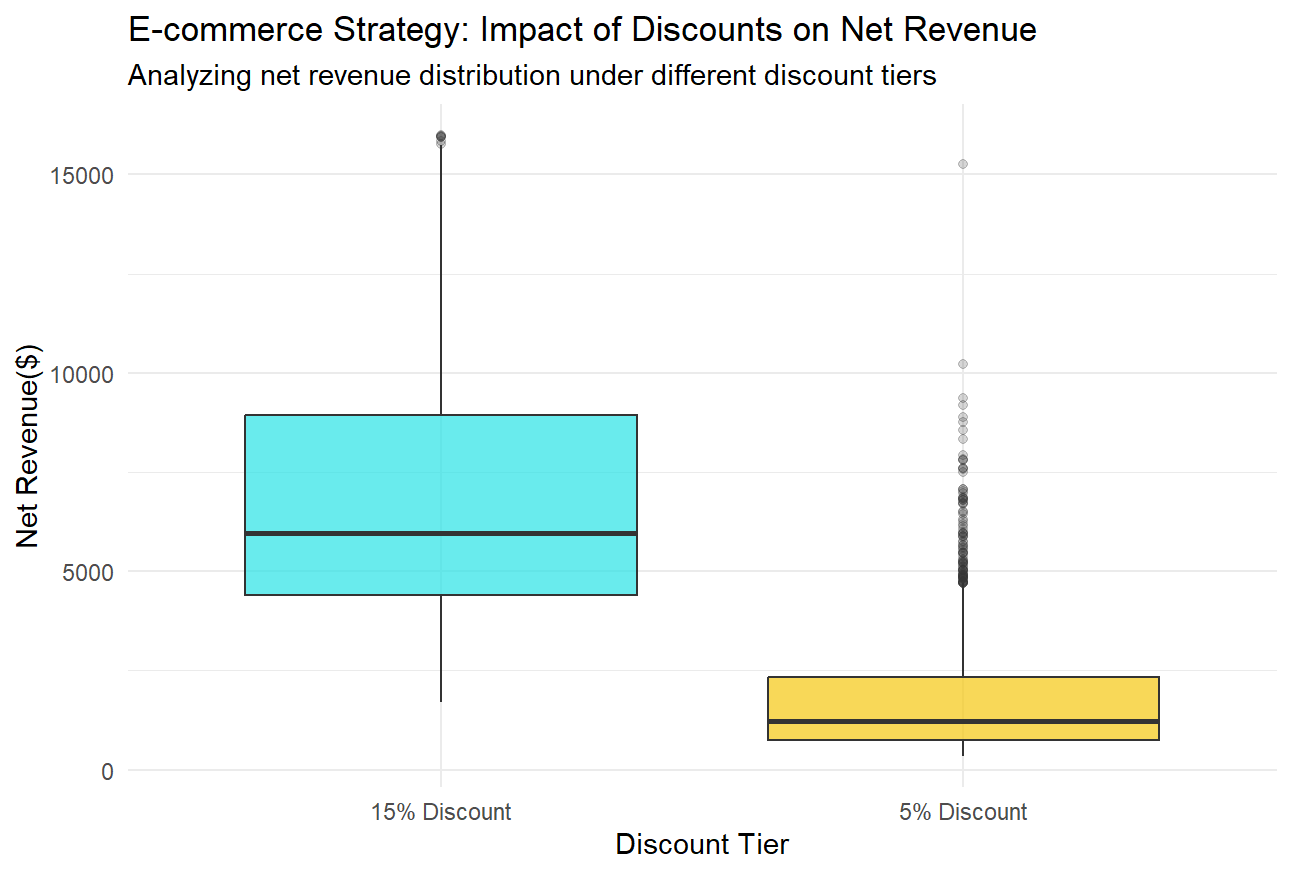 E-commerce Strategy: Impact of Discounts on Net Revenue
Analyzing net revenue distribution under different discount tiers
Net Revenue($)
15000
10000
5000
0
15% Discount
5% Discount
Discount Tier